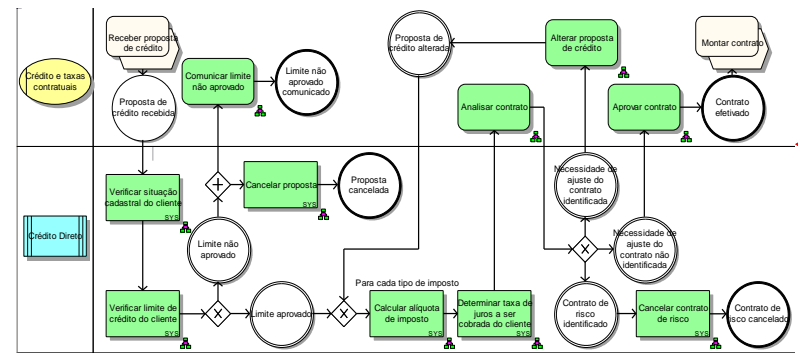 Receber proposta
de crédito
Proposta de
crédito alterada
Alterar proposta
de crédito
Montar contrato
Crédito e taxas
contratuais
Comunicar limite
não aprovado
Limite não
aprovado
comunicado
Proposta de
crédito recebida
Analisar contrato
Aprovar contrato
Contrato
efetivado
Verificar situação
cadastral do cliente
SYS
Cancelar proposta
SYS
Proposta
cancelada
Necessidade de
ajuste do
contrato
identificada
Crédito Direto
Limite não
aprovado
Necessidade de
ajuste do
contrato não
identificada
Para cada tipo de imposto
Verificar limite de
crédito do cliente
SYS
Limite aprovado
Calcular alíquota
de imposto
SYS
Determinar taxa de
juros a ser
cobrada do cliente
SYS
Contrato de
risco identificado
Cancelar contrato
de risco
SYS
Contrato de
risco cancelado